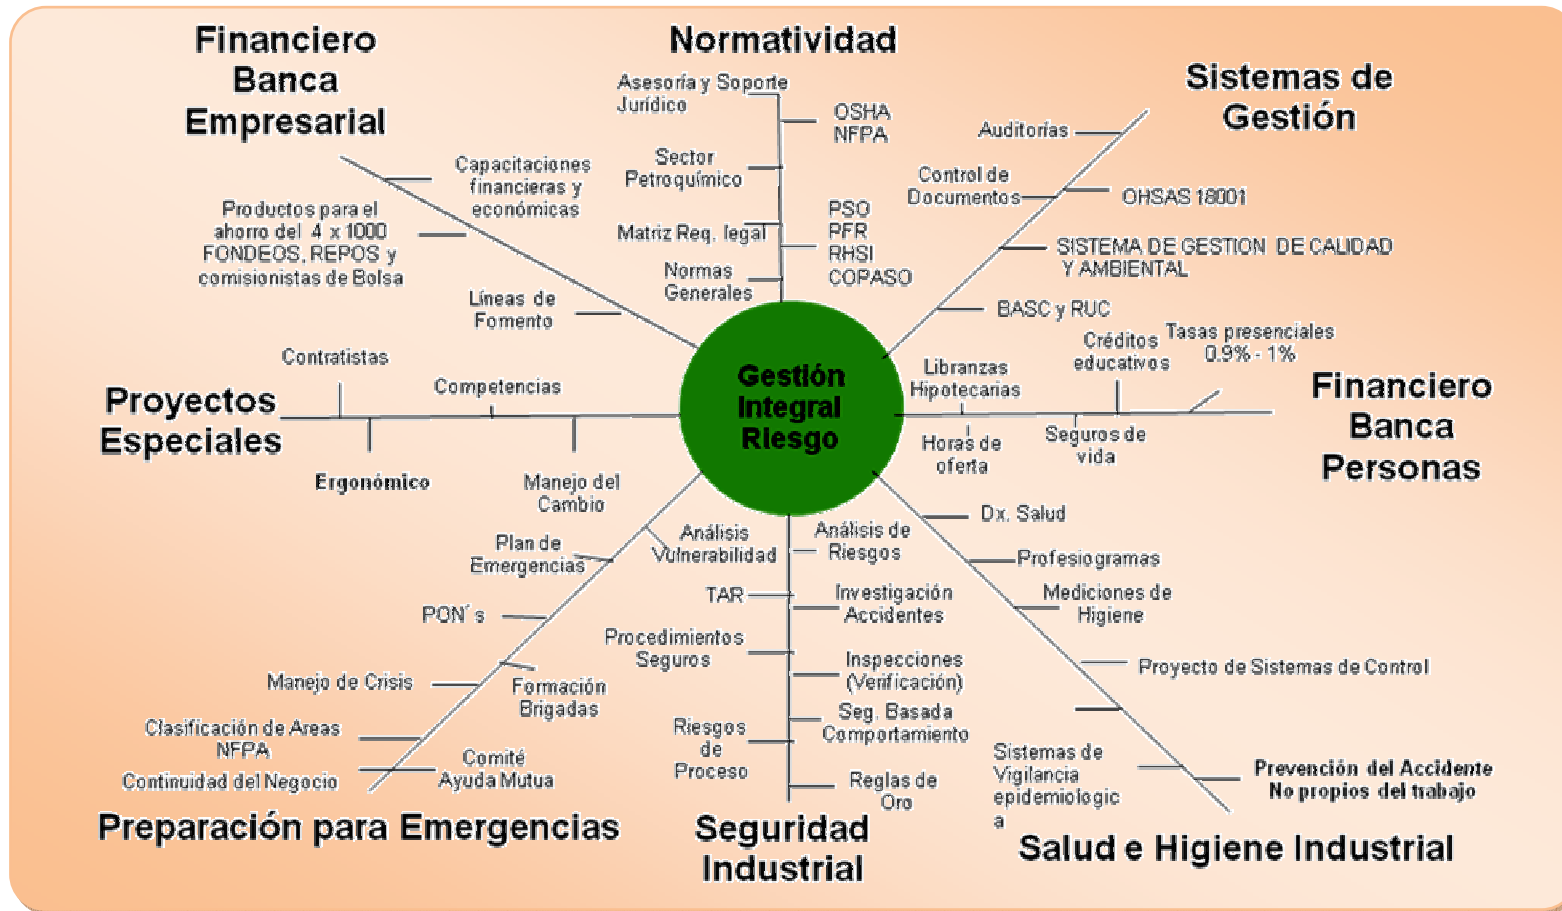 Financiero
Banca
Empresarial
Capacitaciones
financieras y
económicas
Productos para el
ahorro del 4 x 1000
FONDEOS, REPOS y
comisionistas de Bolsa
Líneas de
Fomento
Normatividad
Asesoría y Soporte
Jurídico
OSHA
NFPA
Sector
Petroquímico
Matriz Req. legal
PSO
PFR
RHSI
COPASO
Normas
Generales
Sistemas de
Gestión
Auditorías
Control de
Documentos
OHSAS 18001
SISTEMA DE GESTION DE CALIDAD
Y AMBIENTAL
BASC y RUC
Proyectos
Especiales
Contratistas
Competencias
Ergonómico
Manejo del
Cambio
Gestión
Integral
Riesgo
Financiero
Banca
Personas
Libranzas
Hipotecarias
Créditos
educativos
Tasas presenciales
0.9% - 1%
Horas de
oferta
Seguros de
vida
Preparación para Emergencias
Análisis
Vulnerabilidad
Plan de
Emergencias
PON´s
Formación
Brigadas
Manejo de Crisis
Clasificación de Areas
NFPA
Comité
Ayuda Mutua
Continuidad del Negocio
Seguridad
Industrial
Análisis de
Riesgos
TAR
Investigación
Accidentes
Procedimientos
Seguros
Inspecciones
(Verificación)
Seg. Basada
Comportamiento
Riesgos
de
Proceso
Reglas de
Oro
Salud e Higiene Industrial
Dx. Salud
Profesiogramas
Mediciones de
Higiene
Proyecto de Sistemas de Control
Sistemas de
Vigilancia
epidemiologic
a
Prevención del Accidente
No propios del trabajo